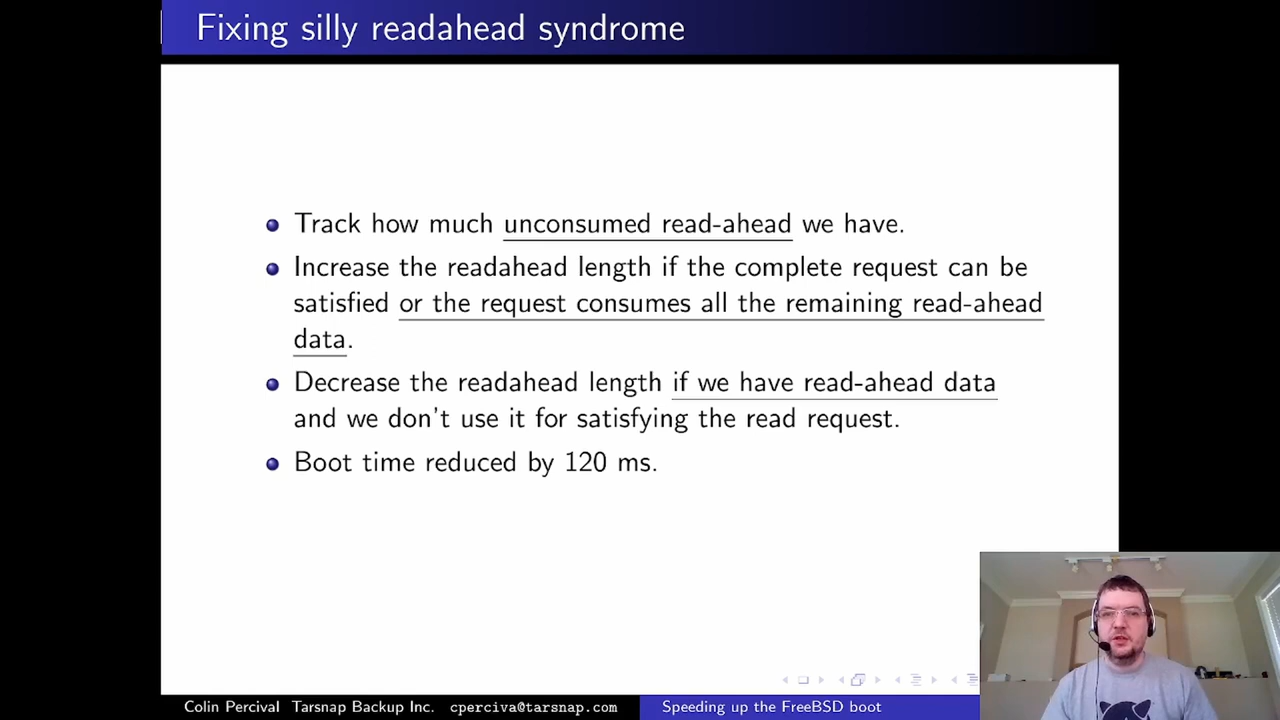 Fixing silly readahead syndrome
Track how much unconsumed read-ahead we have.
Increase the readahead length if the complete request can be
satisfied or the request consumes all the remaining read-ahead
data.
Decrease the readahead length if we have read-ahead data
and we don't use it for satisfying the read request.
Boot time reduced by 120 ms.
Colin Percival Tarsnap Backup Inc. cperciva@tarsnap.com
Speeding up the FreeBSD boot